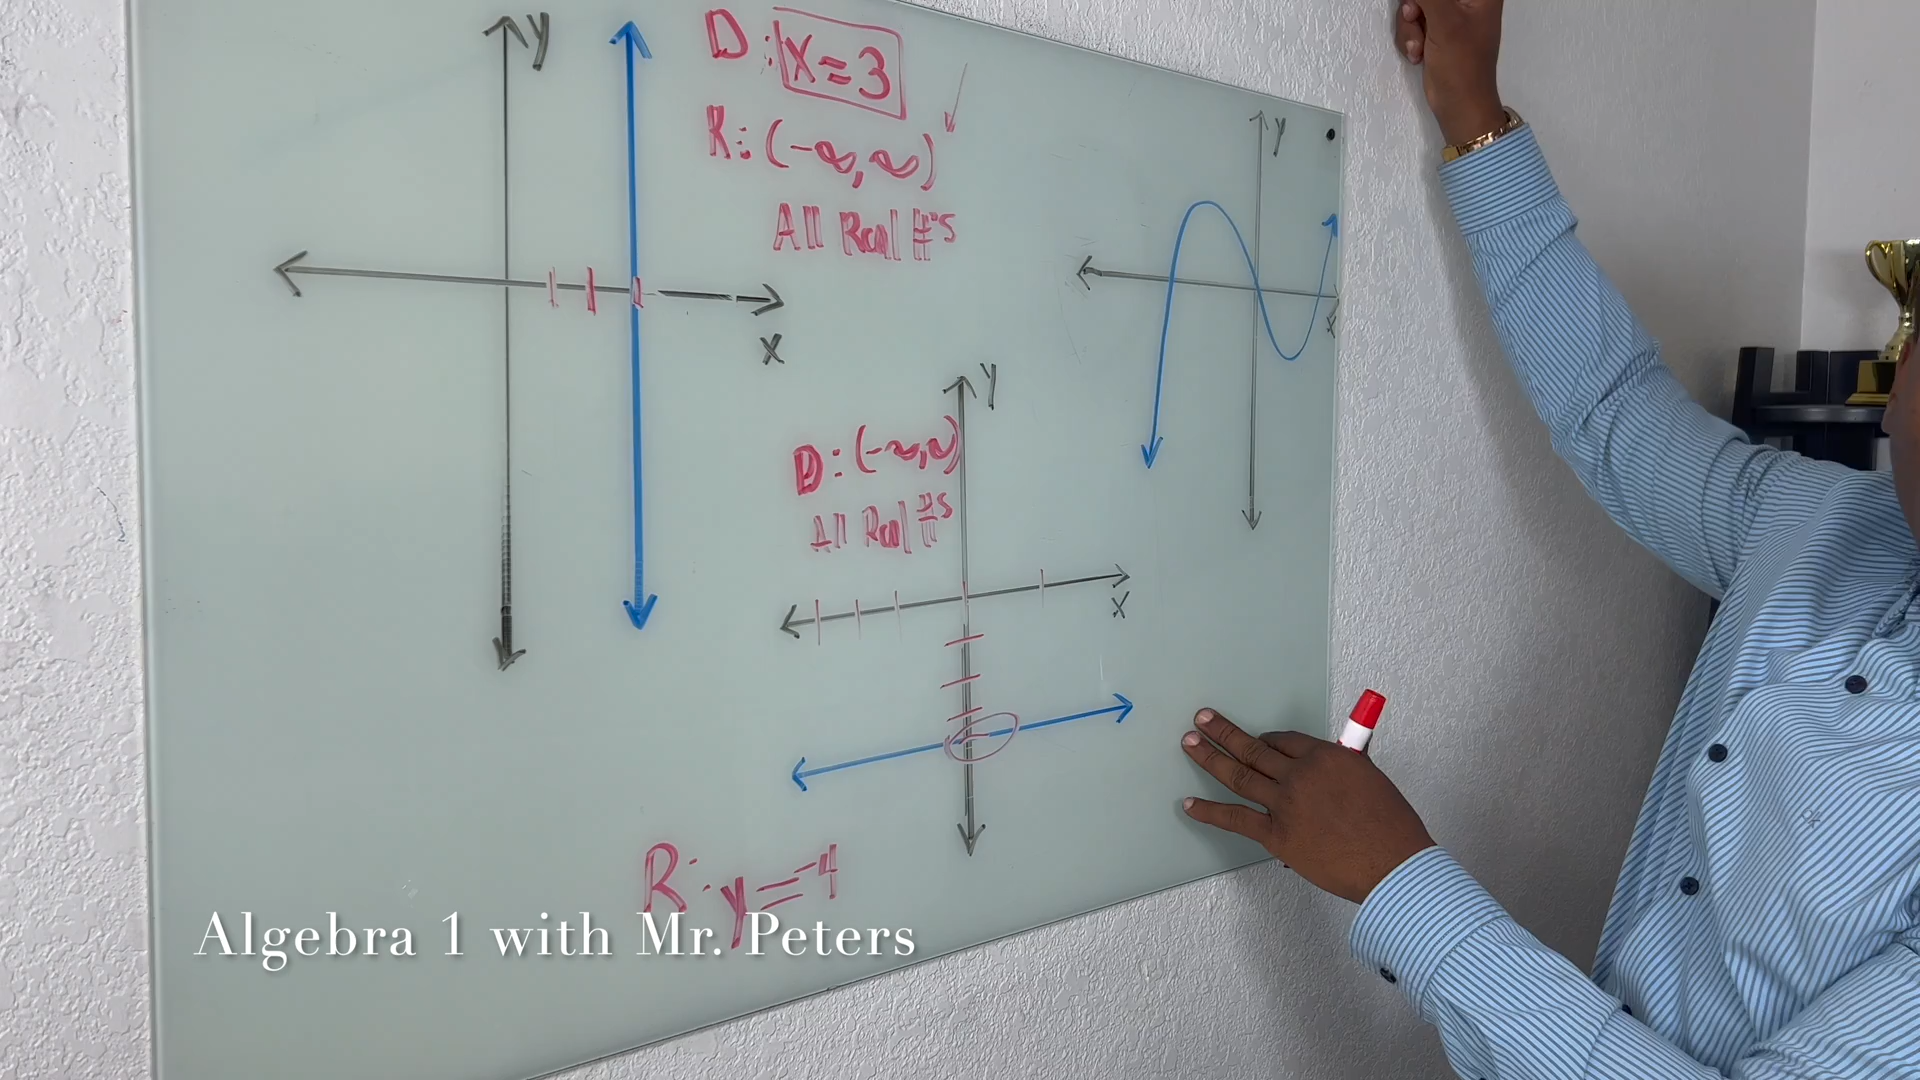 y
D: x=3
R: (-∞, ∞)
All Real #'s
x
y
x
y
D: (-∞, ∞)
All Real #s
x
R: y=-4
Algebra 1 with Mr. Peters